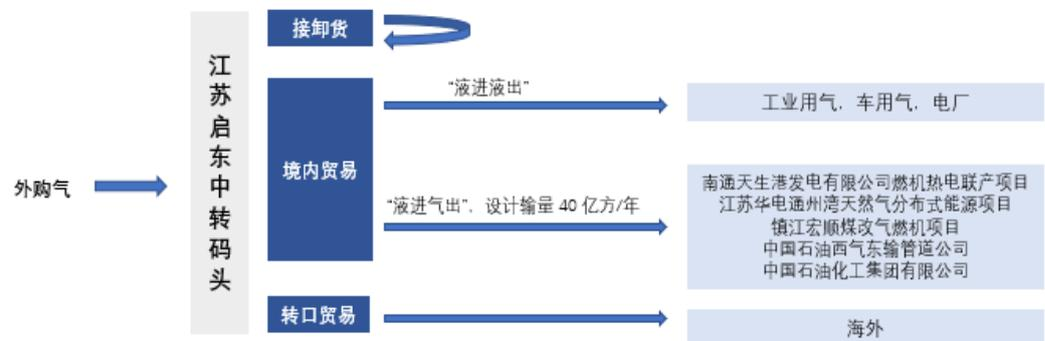 外购气
江苏启东中转码头
接卸货
境内贸易
“液进液出”
工业用气，车用气，电厂
“液进气出”，设计输量 40 亿方/年
南通天生港发电有限公司燃机热电联产项目
江苏华电通州湾天然气分布式能源项目
镇江宏顺煤改气燃机项目
中国石油西气东输管道公司
中国石油化工集团有限公司
转口贸易
海外